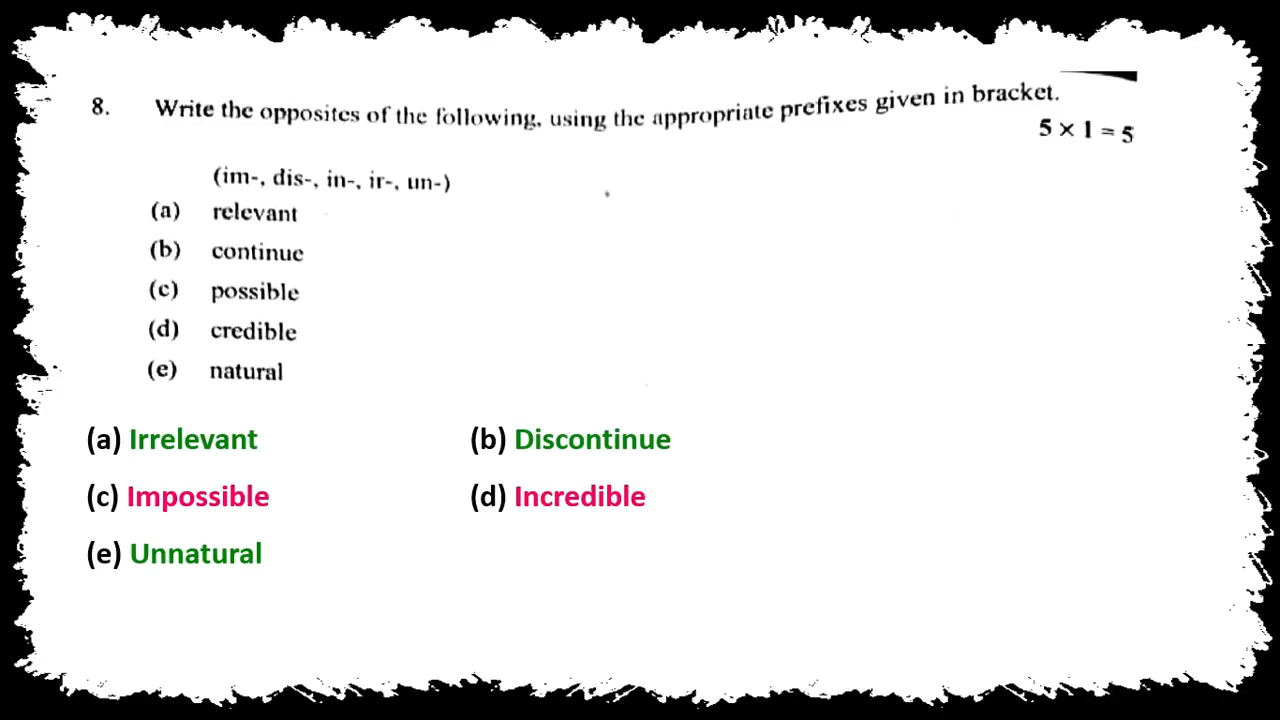 8. Write the opposites of the following, using the appropriate prefixes given in bracket.
5 × 1 = 5
(im-, dis-, in-, ir-, un-)
(a) relevant
(b) continue
(c) possible
(d) credible
(e) natural
(a) Irrelevant (b) Discontinue
(c) Impossible (d) Incredible
(e) Unnatural